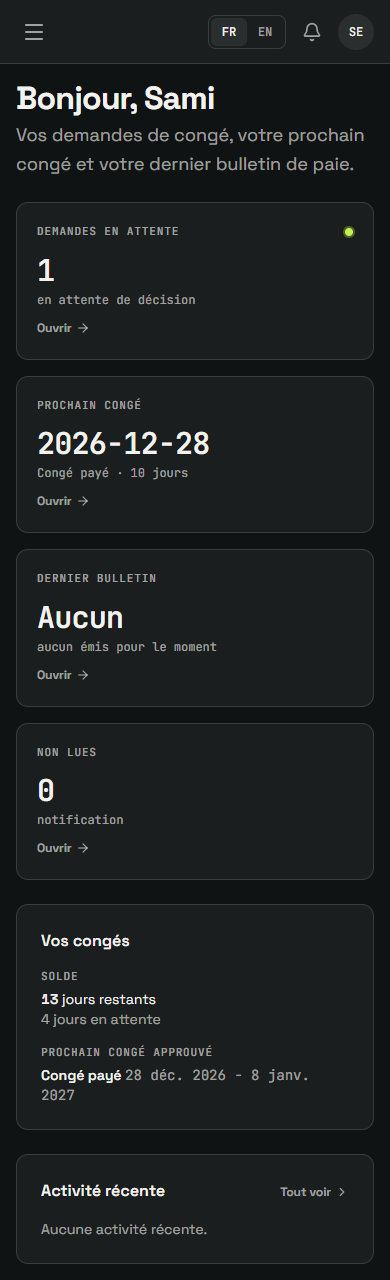 FR EN SE
Bonjour, Sami
Vos demandes de congé, votre prochain
congé et votre dernier bulletin de paie.
DEMANDES EN ATTENTE
1
en attente de décision
Ouvrir →
PROCHAIN CONGÉ
2026-12-28
Congé payé · 10 jours
Ouvrir →
DERNIER BULLETIN
Aucun
aucun émis pour le moment
Ouvrir →
NON LUES
0
notification
Ouvrir →
Vos congés
SOLDE
13 jours restants
4 jours en attente
PROCHAIN CONGÉ APPROUVÉ
Congé payé 28 déc. 2026 - 8 janv.
2027
Activité récente Tout voir >
Aucune activité récente.